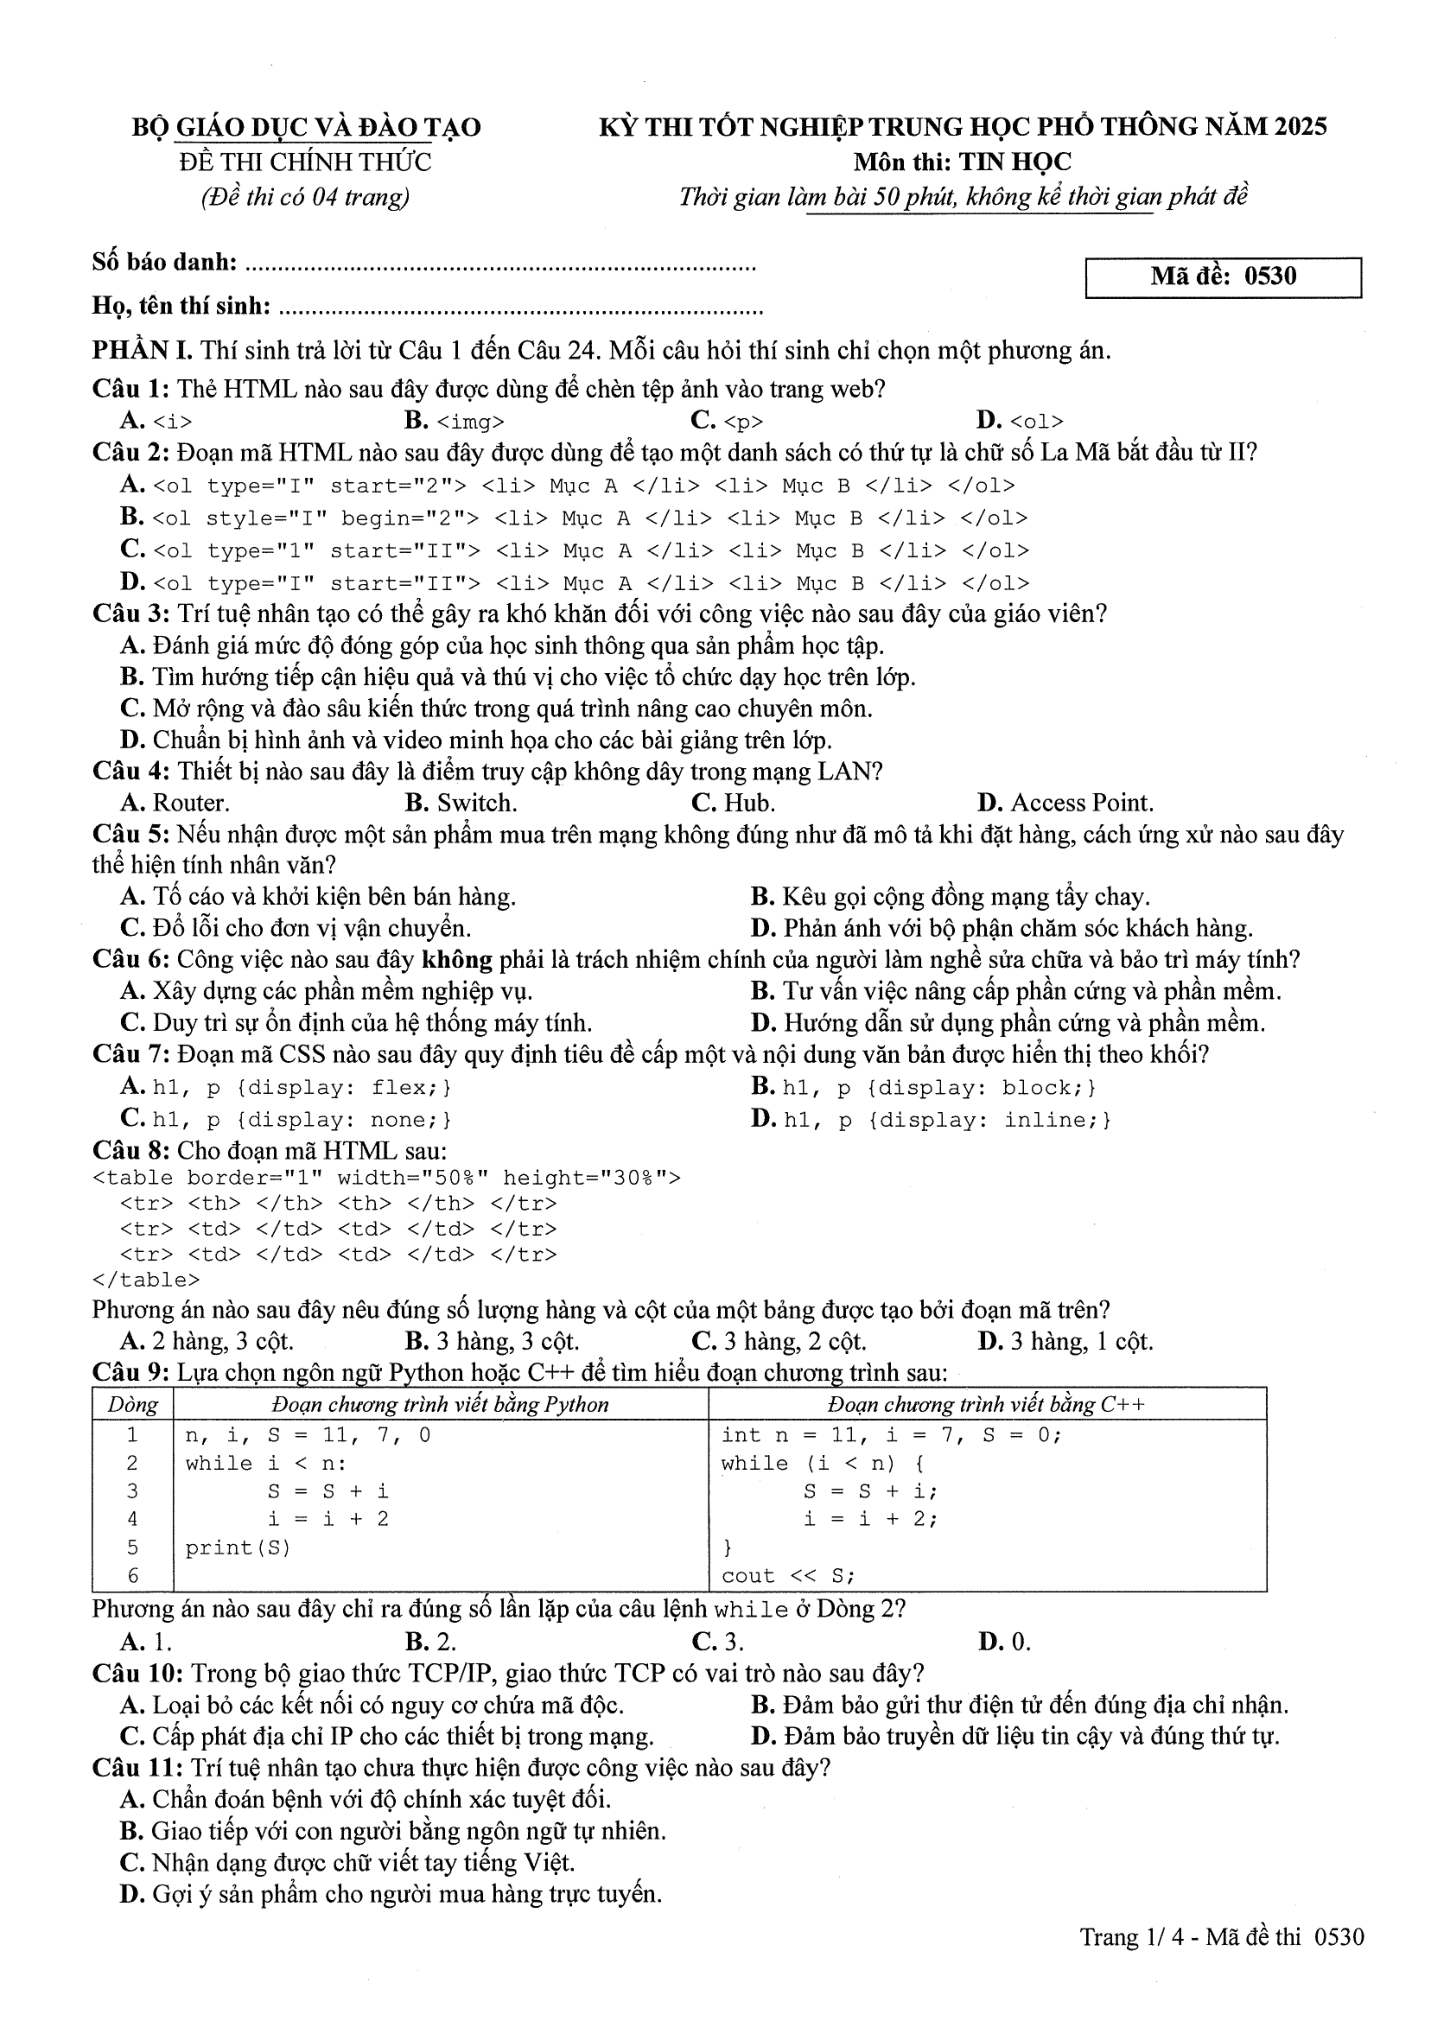 BỘ GIÁO DỤC VÀ ĐÀO TẠO
ĐỀ THI CHÍNH THỨC
(Đề thi có 04 trang)
KỲ THI TỐT NGHIỆP TRUNG HỌC PHỔ THÔNG NĂM 2025
Môn thi: TIN HỌC
Thời gian làm bài 50 phút, không kể thời gian phát đề
Số báo danh: ..............................................................................
Họ, tên thí sinh: ..........................................................................
Mã đề: 0530
PHẦN I. Thí sinh trả lời từ Câu 1 đến Câu 24. Mỗi câu hỏi thí sinh chỉ chọn một phương án.
Câu 1: Thẻ HTML nào sau đây được dùng để chèn tệp ảnh vào trang web?
A. <i> B. <img> C. <p> D. <ol>
Câu 2: Đoạn mã HTML nào sau đây được dùng để tạo một danh sách có thứ tự là chữ số La Mã bắt đầu từ II?
A. <ol type="I" start="2"> <li> Mục A </li> <li> Mục B </li> </ol>
B. <ol style="I" begin="2"> <li> Mục A </li> <li> Mục B </li> </ol>
C. <ol type="1" start="II"> <li> Mục A </li> <li> Mục B </li> </ol>
D. <ol type="I" start="II"> <li> Mục A </li> <li> Mục B </li> </ol>
Câu 3: Trí tuệ nhân tạo có thể gây ra khó khăn đối với công việc nào sau đây của giáo viên?
A. Đánh giá mức độ đóng góp của học sinh thông qua sản phẩm học tập.
B. Tìm hướng tiếp cận hiệu quả và thú vị cho việc tổ chức dạy học trên lớp.
C. Mở rộng và đào sâu kiến thức trong quá trình nâng cao chuyên môn.
D. Chuẩn bị hình ảnh và video minh họa cho các bài giảng trên lớp.
Câu 4: Thiết bị nào sau đây là điểm truy cập không dây trong mạng LAN?
A. Router. B. Switch. C. Hub. D. Access Point.
Câu 5: Nếu nhận được một sản phẩm mua trên mạng không đúng như đã mô tả khi đặt hàng, cách ứng xử nào sau đây
thể hiện tính nhân văn?
A. Tố cáo và khởi kiện bên bán hàng. B. Kêu gọi cộng đồng mạng tẩy chay.
C. Đổ lỗi cho đơn vị vận chuyển. D. Phản ánh với bộ phận chăm sóc khách hàng.
Câu 6: Công việc nào sau đây không phải là trách nhiệm chính của người làm nghề sửa chữa và bảo trì máy tính?
A. Xây dựng các phần mềm nghiệp vụ. B. Tư vấn việc nâng cấp phần cứng và phần mềm.
C. Duy trì sự ổn định của hệ thống máy tính. D. Hướng dẫn sử dụng phần cứng và phần mềm.
Câu 7: Đoạn mã CSS nào sau đây quy định tiêu đề cấp một và nội dung văn bản được hiển thị theo khối?
A. h1, p {display: flex;} B. h1, p {display: block;}
C. h1, p {display: none;} D. h1, p {display: inline;}
Câu 8: Cho đoạn mã HTML sau:
<table border="1" width="50%" height="30%">
<tr> <th> </th> <th> </th> </tr>
<tr> <td> </td> <td> </td> </tr>
<tr> <td> </td> <td> </td> </tr>
</table>
Phương án nào sau đây nêu đúng số lượng hàng và cột của một bảng được tạo bởi đoạn mã trên?
A. 2 hàng, 3 cột. B. 3 hàng, 3 cột. C. 3 hàng, 2 cột. D. 3 hàng, 1 cột.
Câu 9: Lựa chọn ngôn ngữ Python hoặc C++ để tìm hiểu đoạn chương trình sau:
Dòng Đoạn chương trình viết bằng Python Đoạn chương trình viết bằng C++
1 n, i, S = 11, 7, 0 int n = 11, i = 7, S = 0;
2 while i < n: while (i < n) {
3 S = S + i S = S + i;
4 i = i + 2 i = i + 2;
5 print(S) }
6 cout << S;
Phương án nào sau đây chỉ ra đúng số lần lặp của câu lệnh while ở Dòng 2?
A. 1. B. 2. C. 3. D. 0.
Câu 10: Trong bộ giao thức TCP/IP, giao thức TCP có vai trò nào sau đây?
A. Loại bỏ các kết nối có nguy cơ chứa mã độc. B. Đảm bảo gửi thư điện tử đến đúng địa chỉ nhận.
C. Cấp phát địa chỉ IP cho các thiết bị trong mạng. D. Đảm bảo truyền dữ liệu tin cậy và đúng thứ tự.
Câu 11: Trí tuệ nhân tạo chưa thực hiện được công việc nào sau đây?
A. Chẩn đoán bệnh với độ chính xác tuyệt đối.
B. Giao tiếp với con người bằng ngôn ngữ tự nhiên.
C. Nhận dạng được chữ viết tay tiếng Việt.
D. Gợi ý sản phẩm cho người mua hàng trực tuyến.
Trang 1/ 4 - Mã đề thi 0530